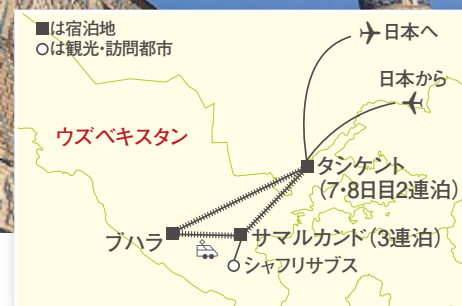 ■は宿泊地
○は観光・訪問都市
日本へ
日本から
ウズベキスタン
タシケント
(7・8日目2連泊)
ブハラ
サマルカンド(3連泊)
シャフリサブス